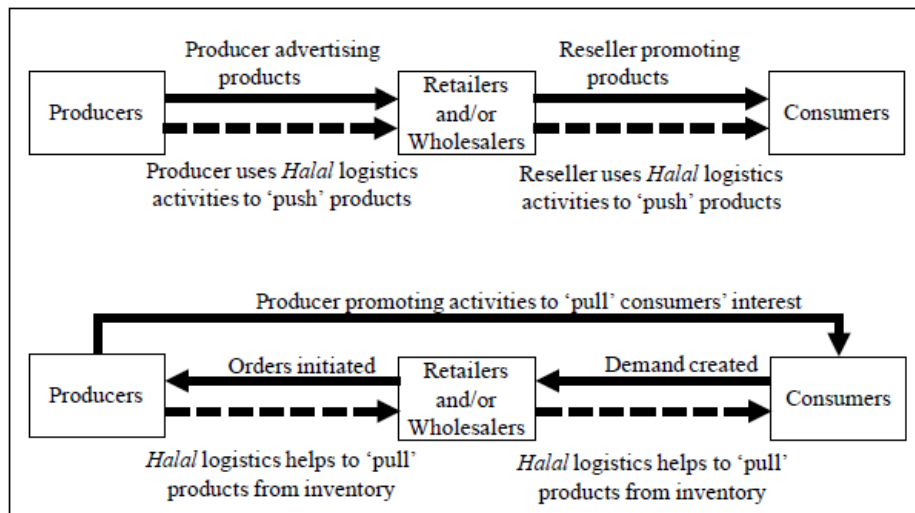 Producer advertising
products
Reseller promoting
products
Producers
Retailers
and/or
Wholesalers
Consumers
Producer uses Halal logistics
activities to ‘push’ products
Reseller uses Halal logistics
activities to ‘push’ products
Producer promoting activities to ‘pull’ consumers’ interest
Orders initiated
Demand created
Producers
Retailers
and/or
Wholesalers
Consumers
Halal logistics helps to ‘pull’
products from inventory
Halal logistics helps to ‘pull’
products from inventory